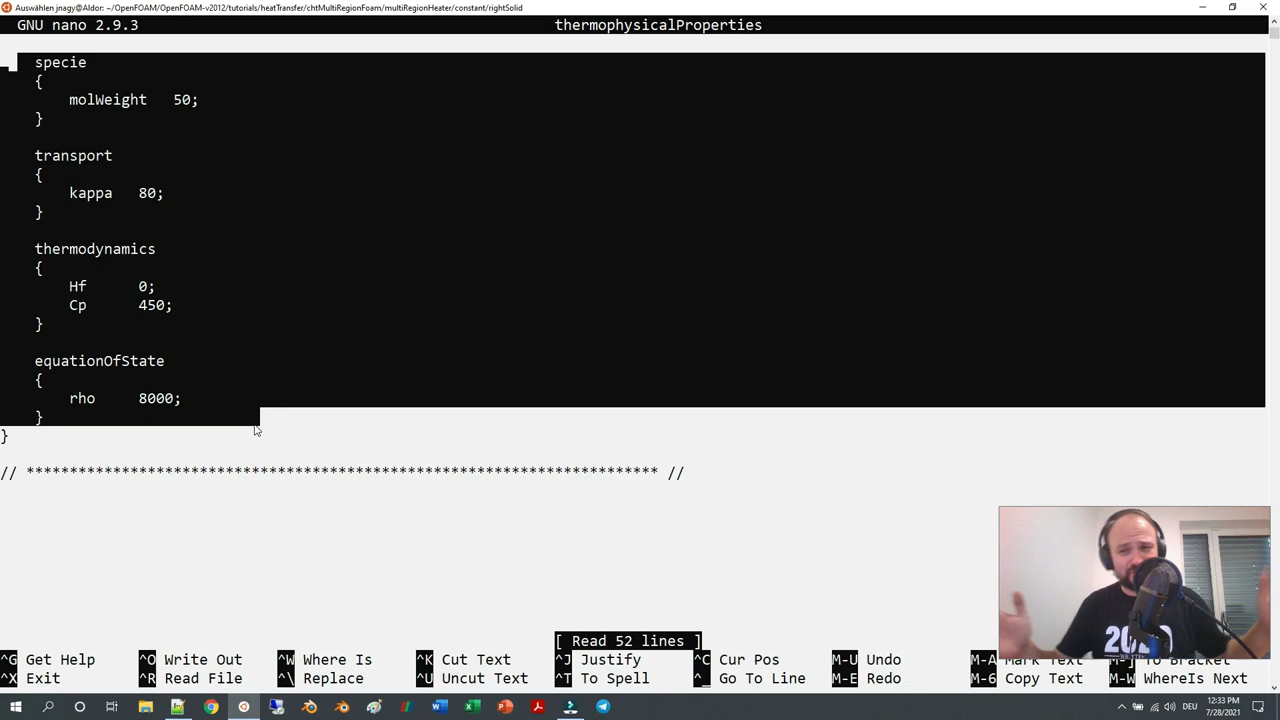 Auswählen jnagy@Aldor: ~/OpenFOAM/OpenFOAM-v2012/tutorials/heatTransfer/chtMultiRegionFoam/multiRegionHeater/constant/rightSolid
GNU nano 2.9.3 thermophysicalProperties
specie
{
molWeight 50;
}
transport
{
kappa 80;
}
thermodynamics
{
Hf 0;
Cp 450;
}
equationOfState
{
rho 8000;
}
}
// ************************************************************************* //
[ Read 52 lines ]
^G Get Help ^O Write Out ^W Where Is ^K Cut Text ^J Justify ^C Cur Pos M-U Undo M-A Mark Text M-] To Bracket
^X Exit ^R Read File ^\ Replace ^U Uncut Text ^T To Spell ^_ Go To Line M-E Redo M-6 Copy Text M-W WhereIs Next
DEU
12:33 PM
7/28/2021